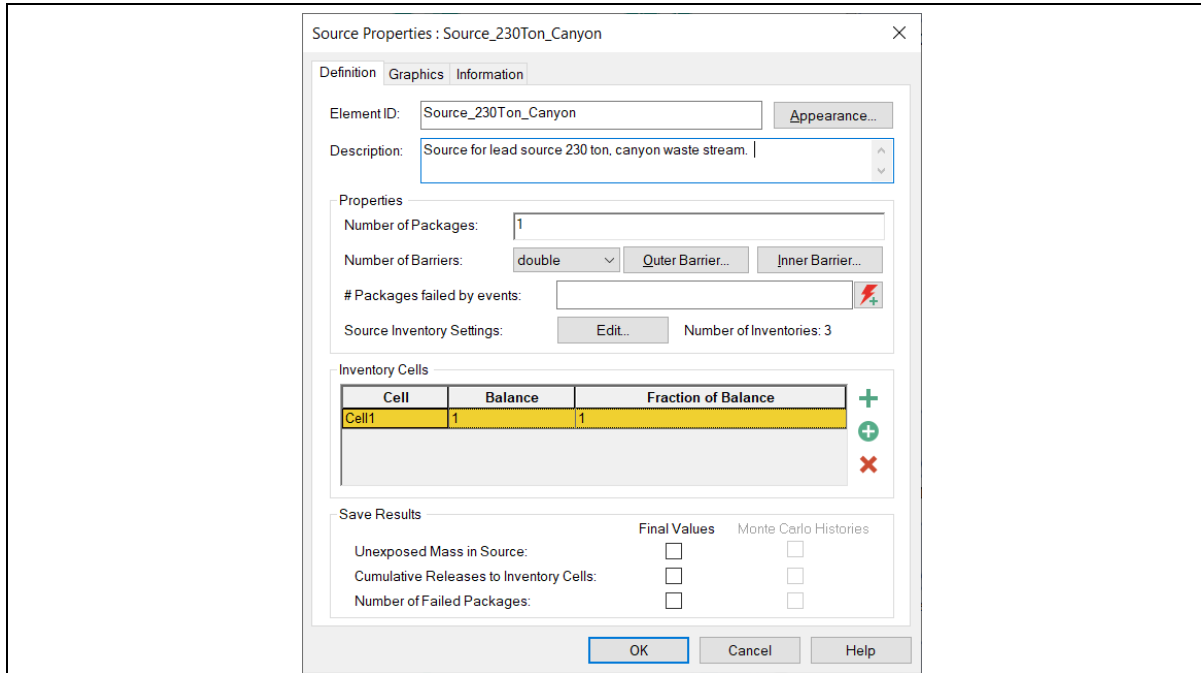 Source Properties : Source_230Ton_Canyon
Definition Graphics Information
Element ID: Source_230Ton_Canyon Appearance...
Description: Source for lead source 230 ton, canyon waste stream.
Properties
Number of Packages: 1
Number of Barriers: double Outer Barrier... Inner Barrier...
# Packages failed by events:
Source Inventory Settings: Edit... Number of Inventories: 3
Inventory Cells
Cell Balance Fraction of Balance
Cell1 1 1
Save Results
Final Values Monte Carlo Histories
Unexposed Mass in Source:
Cumulative Releases to Inventory Cells:
Number of Failed Packages:
OK Cancel Help